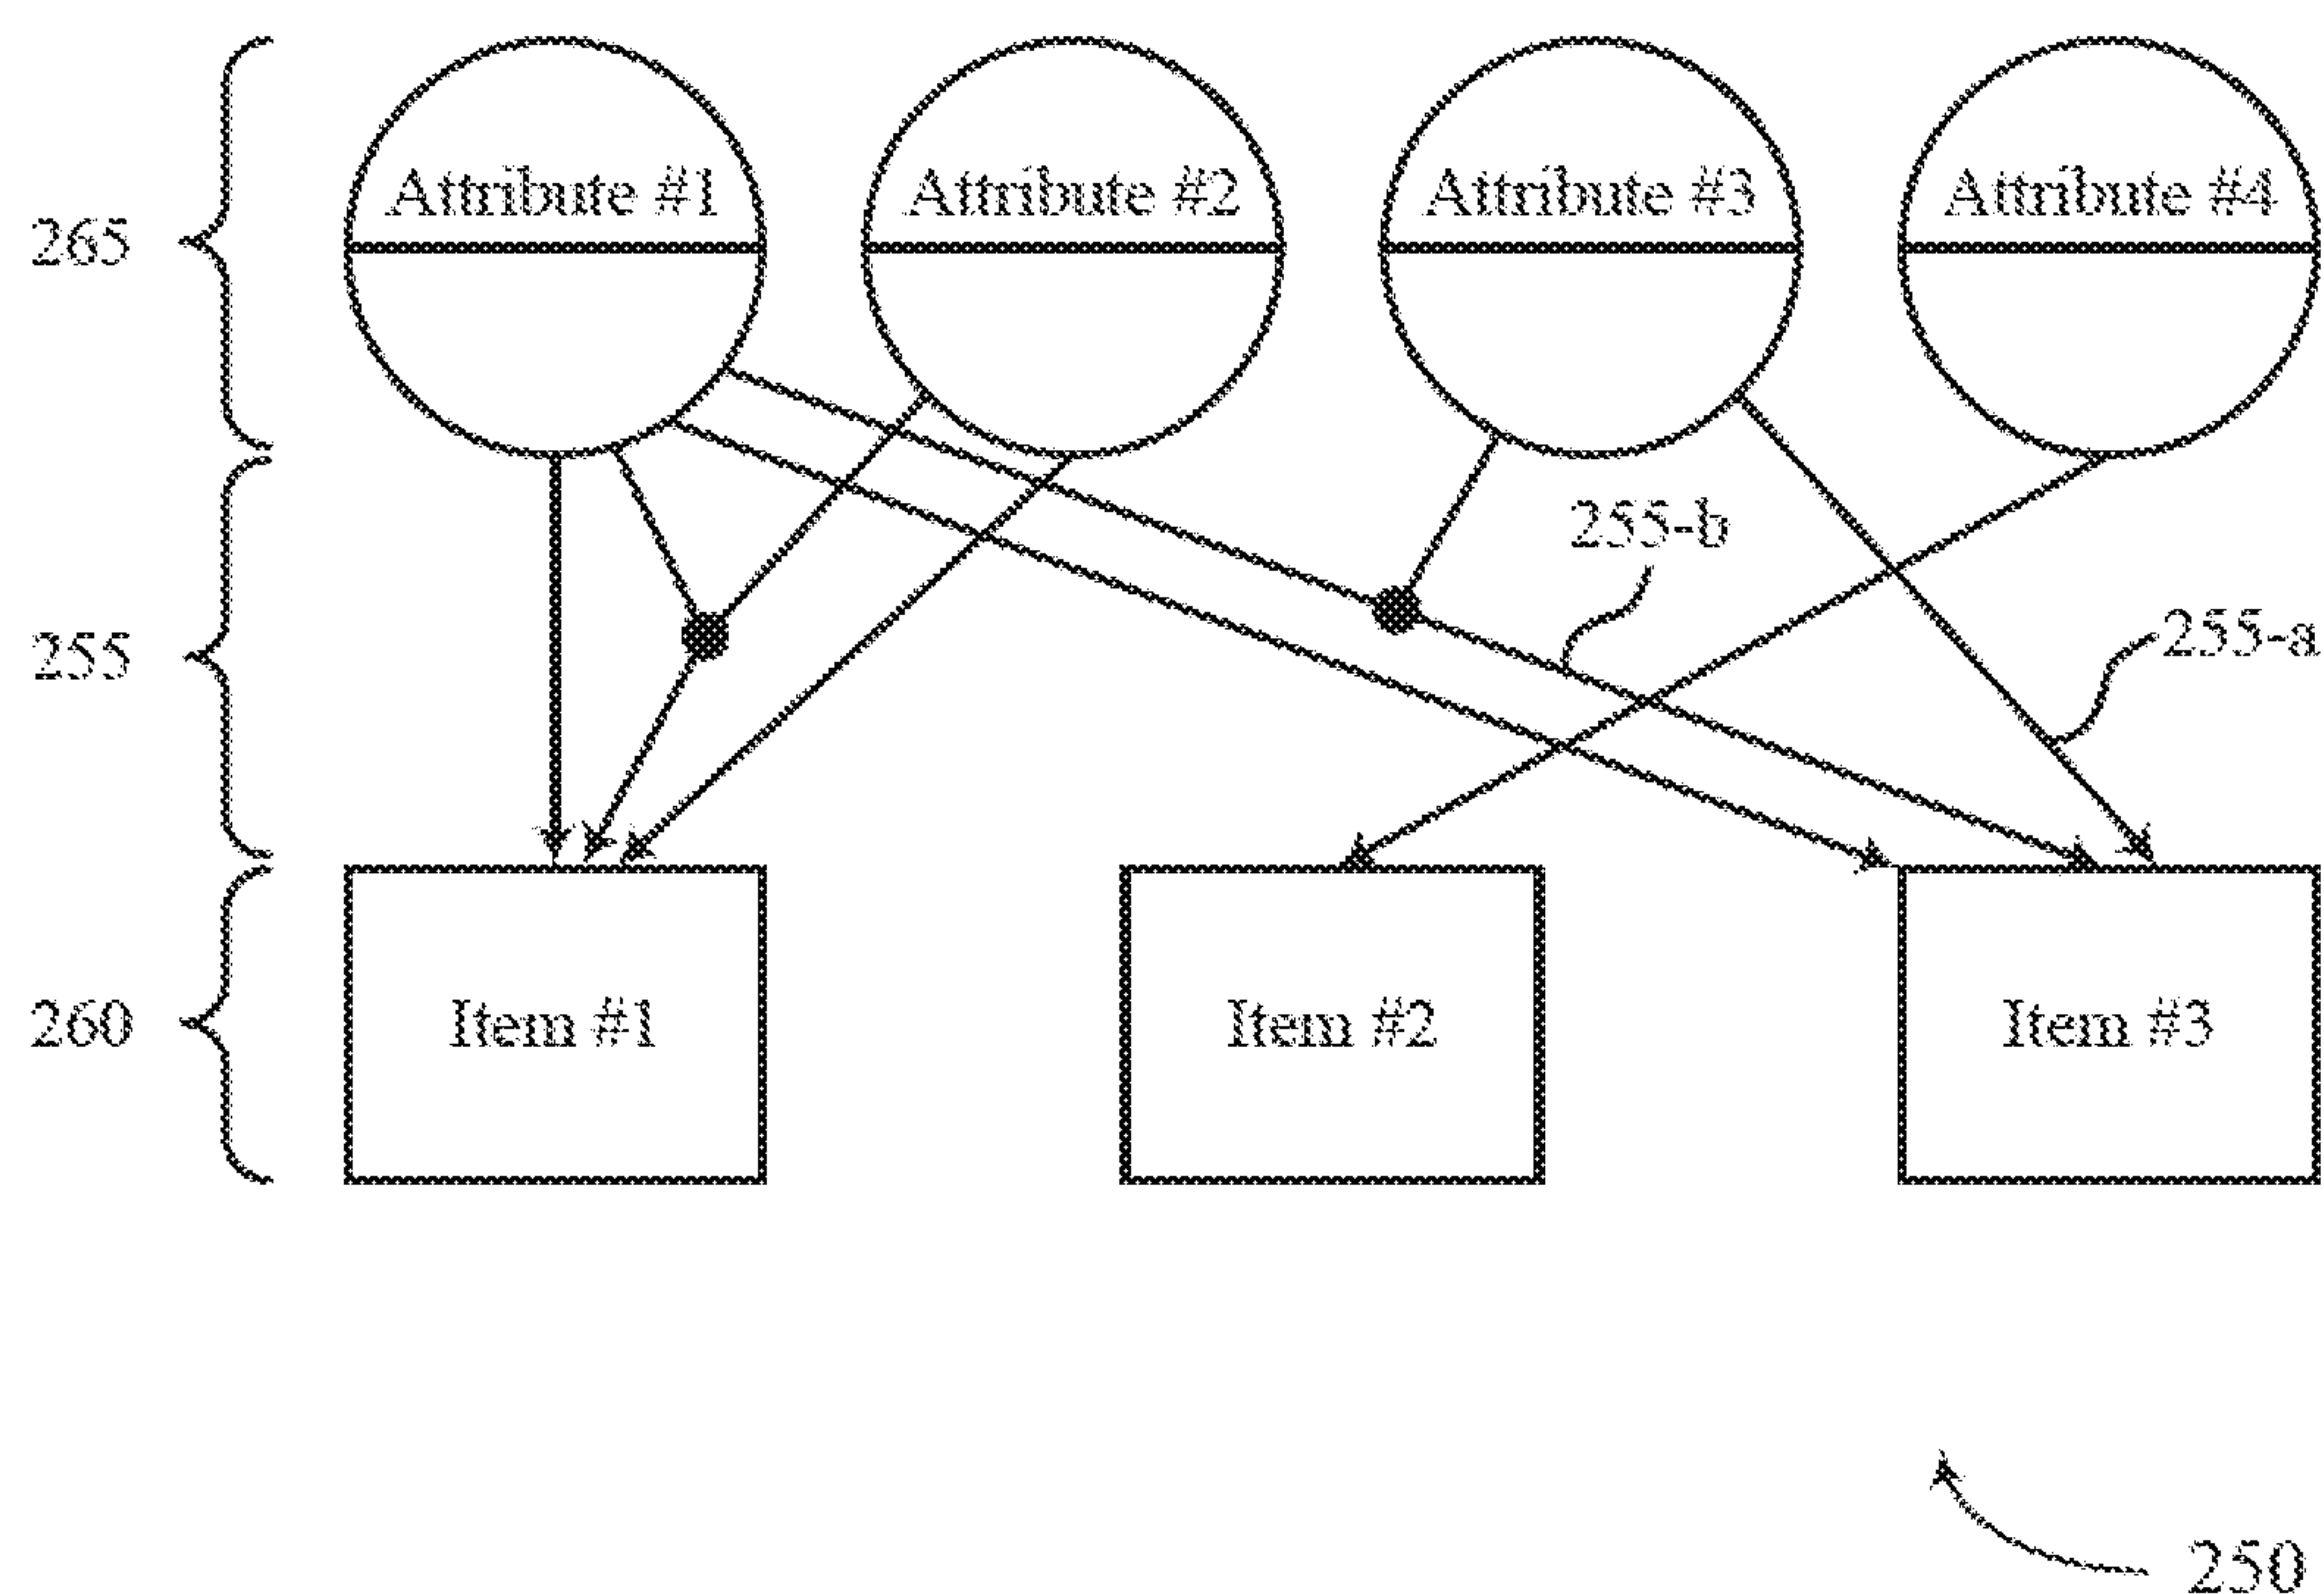 Attribute #1
Attribute #2
Attribute #3
Attribute #4
265
255-b
255
255-a
260
Item #1
Item #2
Item #3
250